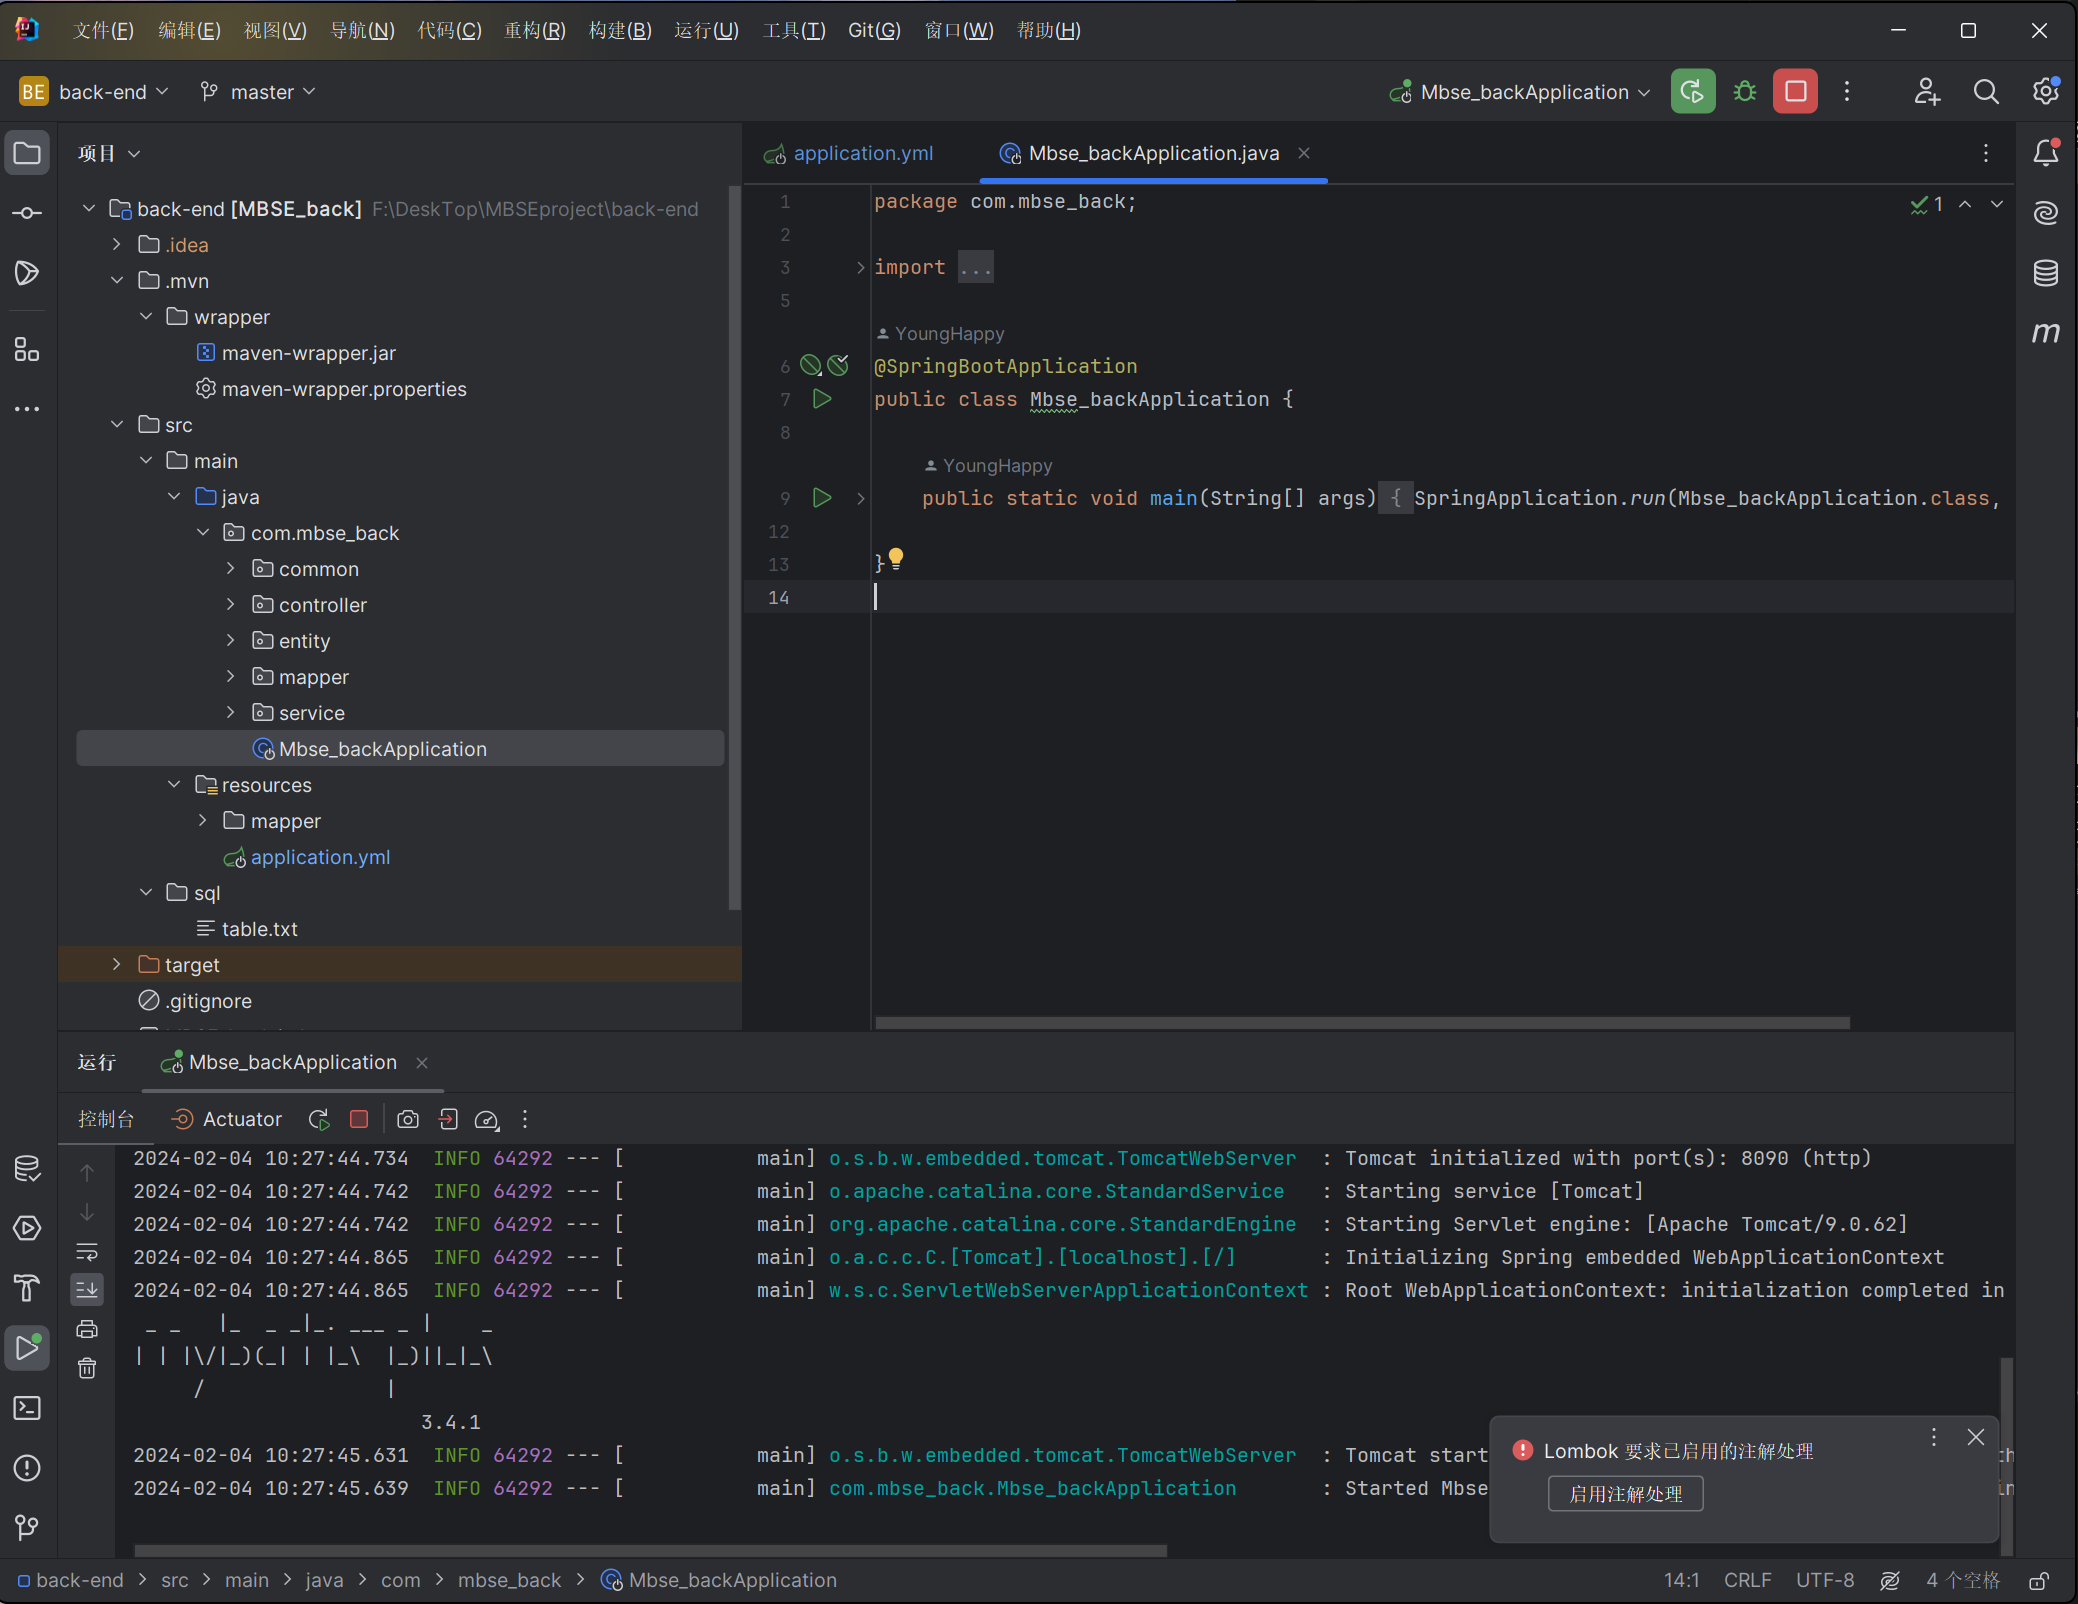 文件(F) 编辑(E) 视图(V) 导航(N) 代码(C) 重构(R) 构建(B) 运行(U) 工具(T) Git(G) 窗口(W) 帮助(H)
BE back-end master Mbse_backApplication
项目
back-end [MBSE_back] F:\DeskTop\MBSEproject\back-end
.idea
.mvn
wrapper
maven-wrapper.jar
maven-wrapper.properties
src
main
java
com.mbse_back
common
controller
entity
mapper
service
Mbse_backApplication
resources
mapper
application.yml
sql
table.txt
target
.gitignore
application.yml Mbse_backApplication.java
1 package com.mbse_back;
1
2
3 import ...
5
YoungHappy
6 @SpringBootApplication
7 public class Mbse_backApplication {
8
YoungHappy
9 public static void main(String[] args) { SpringApplication.run(Mbse_backApplication.class,
12
13 }
14
m
运行 Mbse_backApplication
控制台 Actuator
2024-02-04 10:27:44.734 INFO 64292 --- [ main] o.s.b.w.embedded.tomcat.TomcatWebServer : Tomcat initialized with port(s): 8090 (http)
2024-02-04 10:27:44.742 INFO 64292 --- [ main] o.apache.catalina.core.StandardService : Starting service [Tomcat]
2024-02-04 10:27:44.742 INFO 64292 --- [ main] org.apache.catalina.core.StandardEngine : Starting Servlet engine: [Apache Tomcat/9.0.62]
2024-02-04 10:27:44.865 INFO 64292 --- [ main] o.a.c.c.C.[Tomcat].[localhost].[/] : Initializing Spring embedded WebApplicationContext
2024-02-04 10:27:44.865 INFO 64292 --- [ main] w.s.c.ServletWebServerApplicationContext : Root WebApplicationContext: initialization completed in
 _ _   |_  _ _|_. ___ _ |    _
| | |\/|_)(_| | |_\  |_)||_|_\
     /               |
3.4.1
2024-02-04 10:27:45.631 INFO 64292 --- [ main] o.s.b.w.embedded.tomcat.TomcatWebServer : Tomcat start
2024-02-04 10:27:45.639 INFO 64292 --- [ main] com.mbse_back.Mbse_backApplication : Started Mbse
Lombok 要求已启用的注解处理
启用注解处理
back-end > src > main > java > com > mbse_back > Mbse_backApplication 14:1 CRLF UTF-8 4 个空格